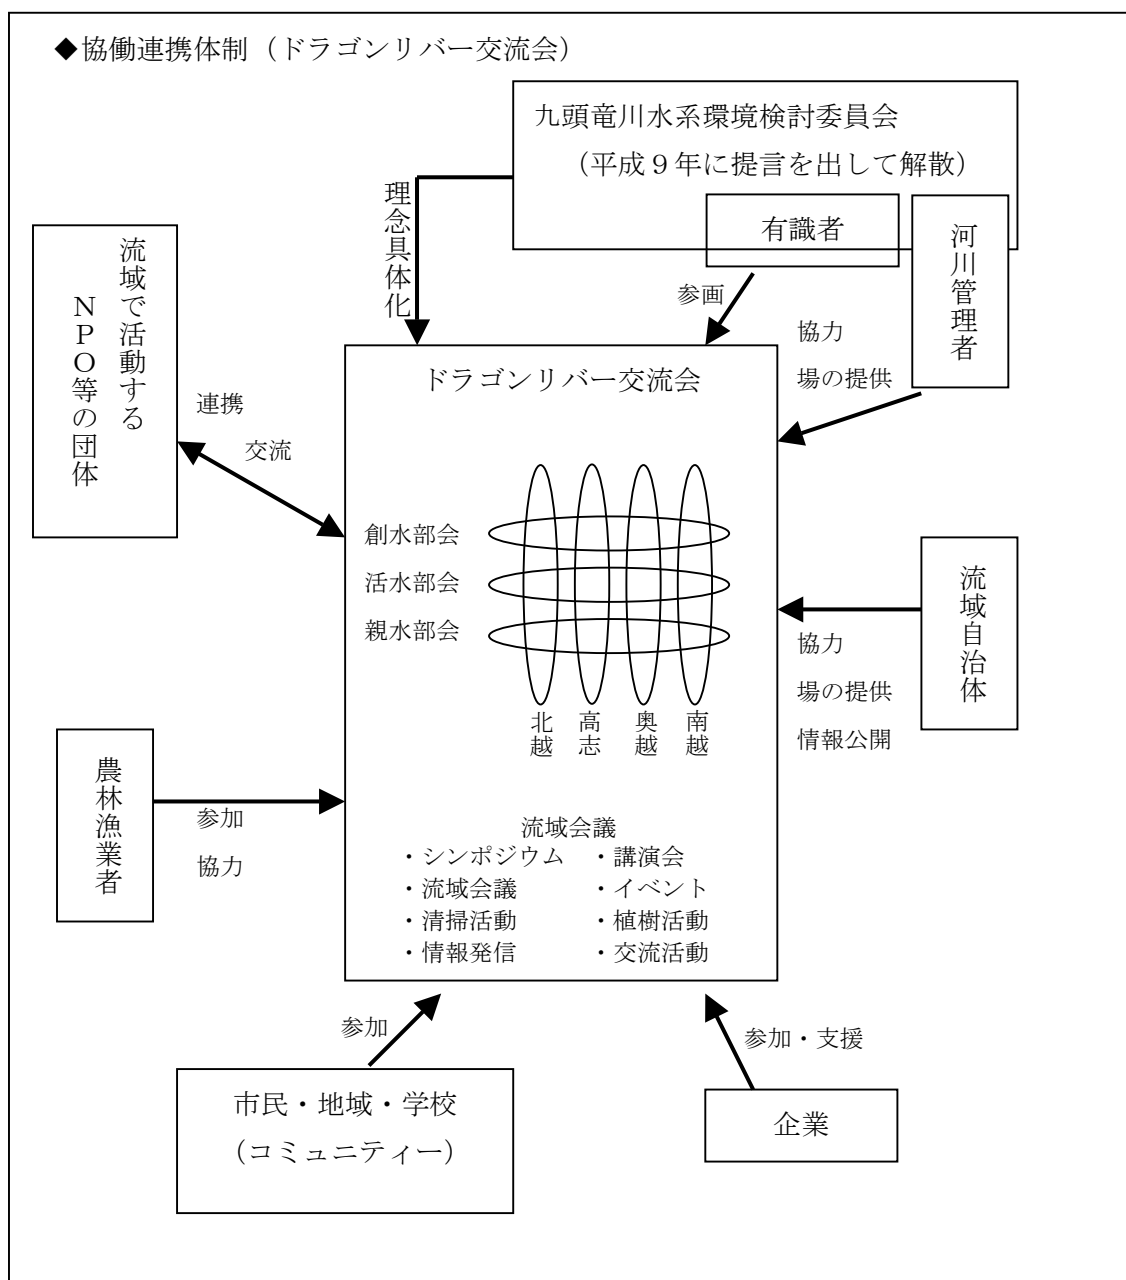 ◆協働連携体制（ドラゴンリバー交流会）
九頭竜川水系環境検討委員会
（平成９年に提言を出して解散）
有識者
河川管理者
理念具体化
参画
協力
場の提供
流域で活動する
ＮＰＯ等の団体
連携
交流
ドラゴンリバー交流会
創水部会
活水部会
親水部会
北越
高志
奥越
南越
流域自治体
協力
場の提供
情報公開
農林漁業者
参加
協力
流域会議
・シンポジウム
・講演会
・流域会議
・イベント
・清掃活動
・植樹活動
・情報発信
・交流活動
参加
市民・地域・学校
（コミュニティー）
参加・支援
企業